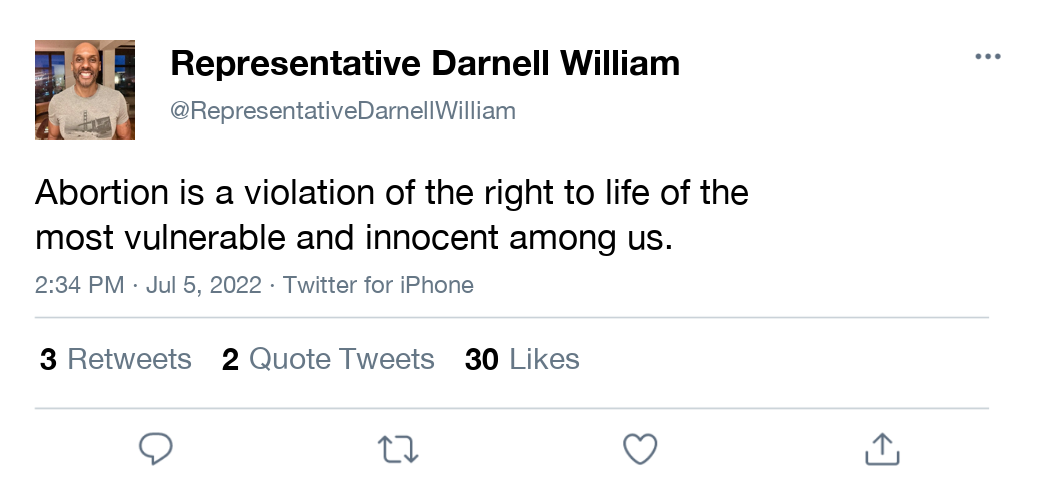 Representative Darnell William
@RepresentativeDarnellWilliam
Abortion is a violation of the right to life of the
most vulnerable and innocent among us.
2:34 PM · Jul 5, 2022 · Twitter for iPhone
3 Retweets 2 Quote Tweets 30 Likes